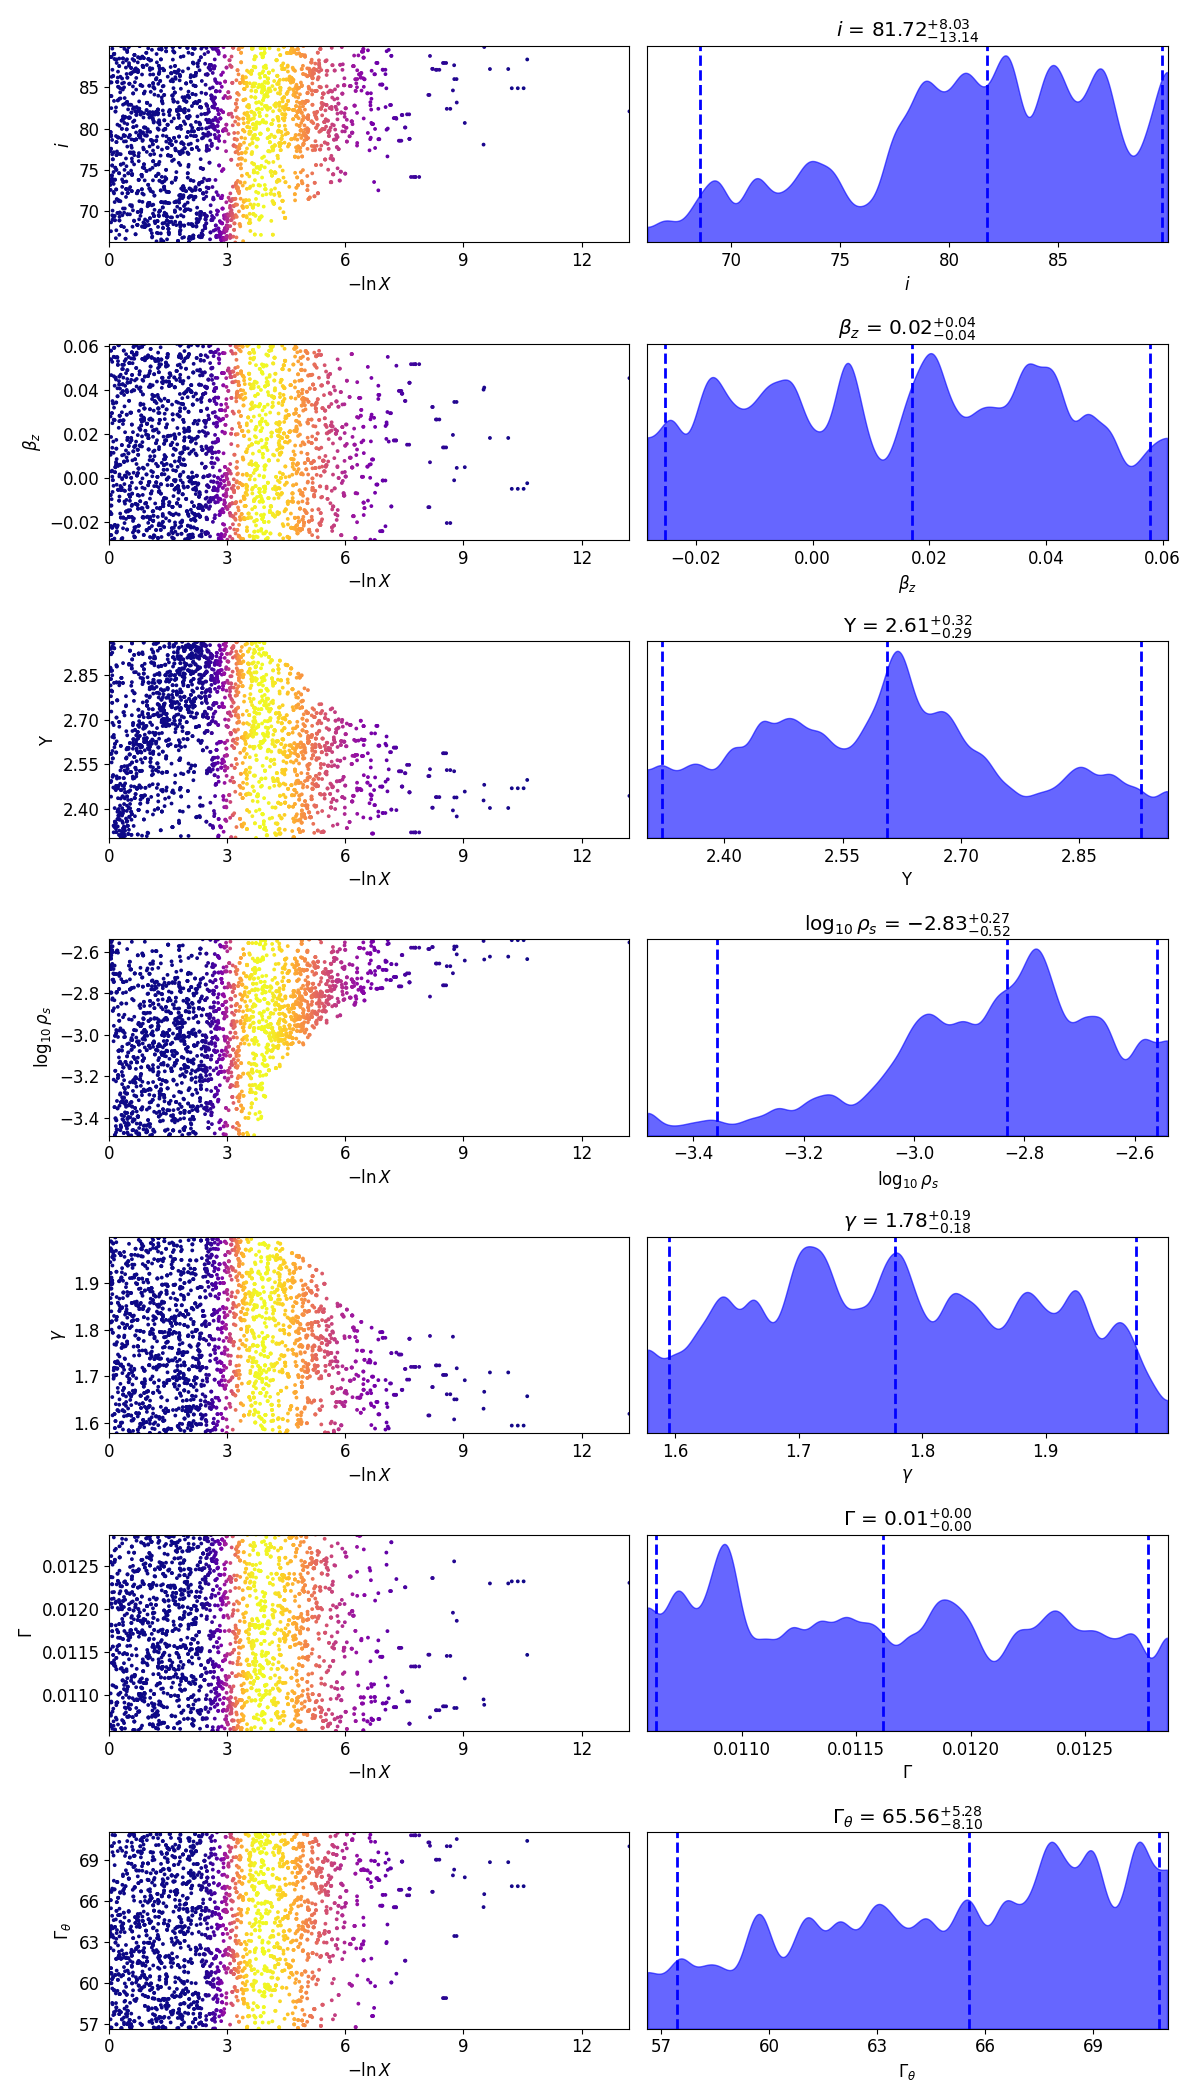 i = 81.72 +8.03 −13.14
85
80
75
70
i
0 3 6 9 12
−ln X
70 75 80 85
i
β_z = 0.02 +0.04 −0.04
0.06
0.04
0.02
0.00
−0.02
β_z
0 3 6 9 12
−ln X
−0.02 0.00 0.02 0.04 0.06
β_z
Y = 2.61 +0.32 −0.29
2.85
2.70
2.55
2.40
Y
0 3 6 9 12
−ln X
2.40 2.55 2.70 2.85
Y
log₁₀ ρ_s = −2.83 +0.27 −0.52
−2.6
−2.8
−3.0
−3.2
−3.4
log₁₀ ρ_s
0 3 6 9 12
−ln X
−3.4 −3.2 −3.0 −2.8 −2.6
log₁₀ ρ_s
γ = 1.78 +0.19 −0.18
1.9
1.8
1.7
1.6
γ
0 3 6 9 12
−ln X
1.6 1.7 1.8 1.9
γ
Γ = 0.01 +0.00 −0.00
0.0125
0.0120
0.0115
0.0110
Γ
0 3 6 9 12
−ln X
0.0110 0.0115 0.0120 0.0125
Γ
Γ_θ = 65.56 +5.28 −8.10
69
66
63
60
57
Γ_θ
0 3 6 9 12
−ln X
57 60 63 66 69
Γ_θ